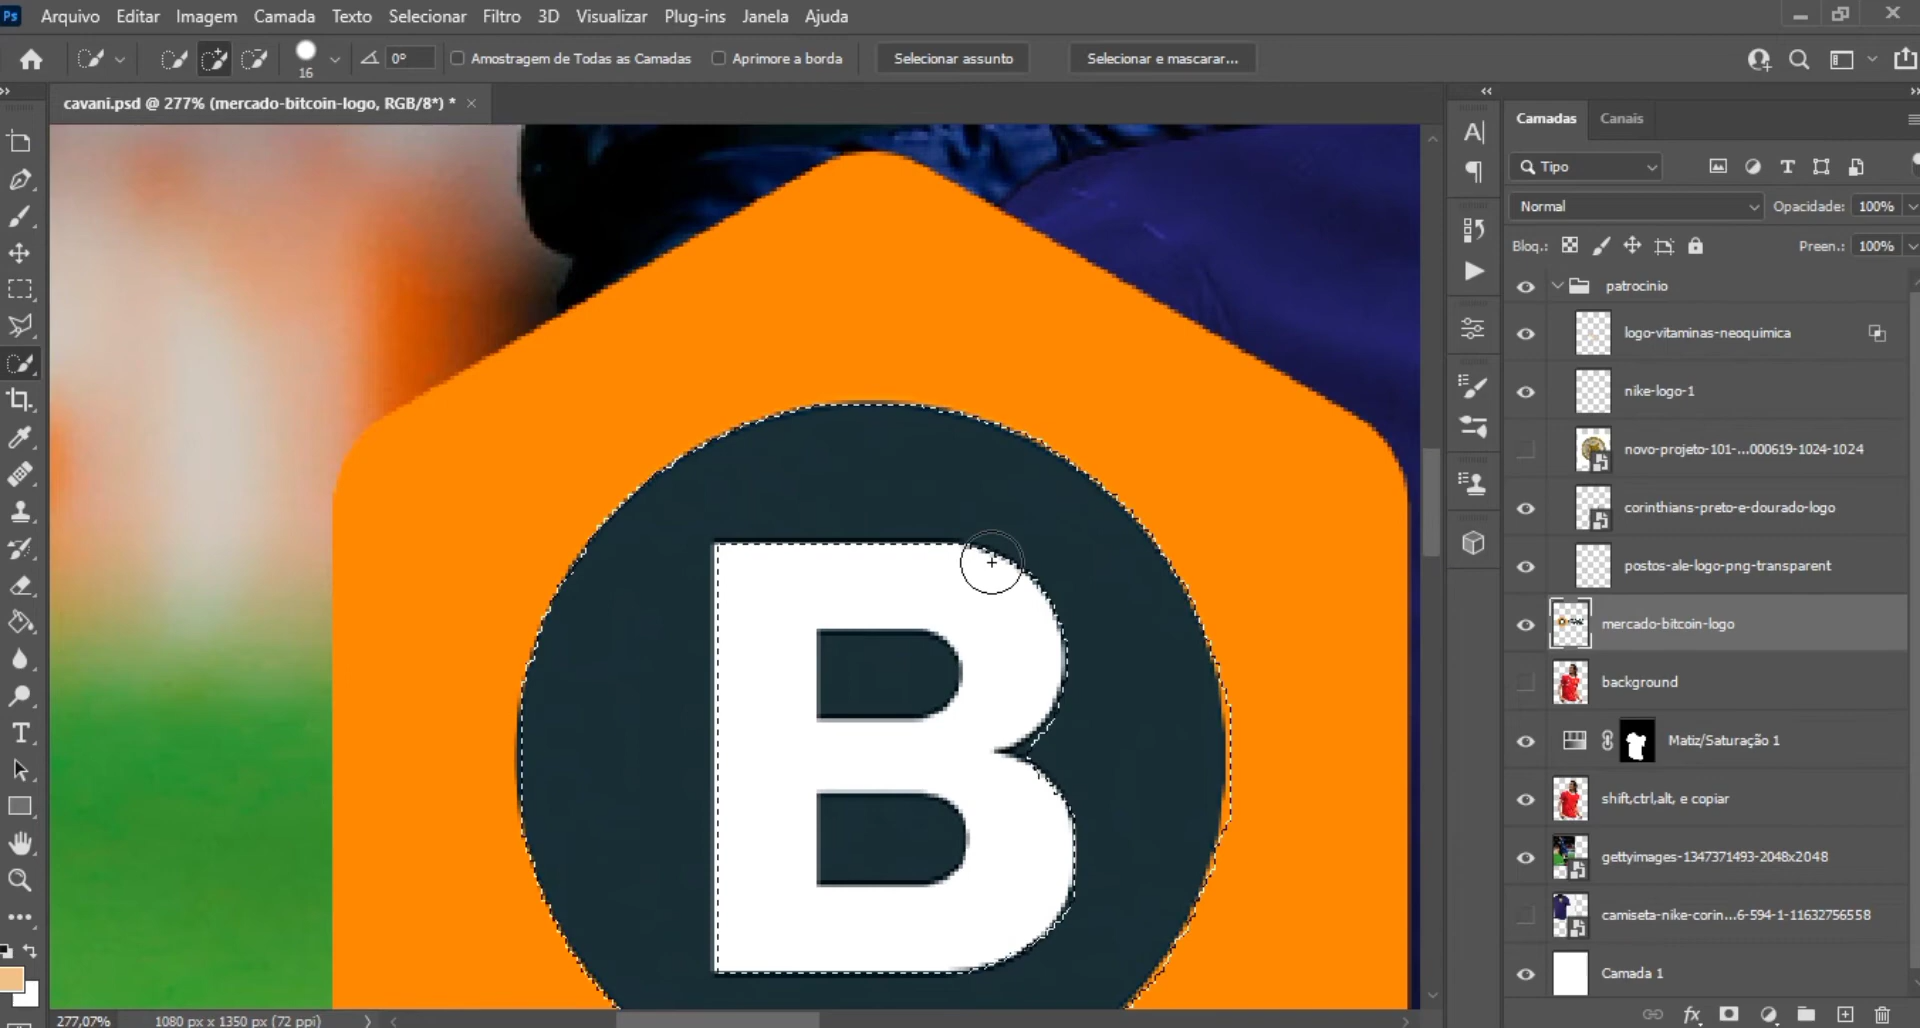 Ps Arquivo Editar Imagem Camada Texto Selecionar Filtro 3D Visualizar Plug-ins Janela Ajuda
16 0° Amostragem de Todas as Camadas Aprimore a borda Selecionar assunto Selecionar e mascarar...
cavani.psd @ 277% (mercado-bitcoin-logo, RGB/8*) * ×
Camadas Canais
Tipo
Normal Opacidade: 100%
Bloq.: Preen.: 100%
patrocinio
logo-vitaminas-neoquimica
nike-logo-1
novo-projeto-101-...000619-1024-1024
corinthians-preto-e-dourado-logo
postos-ale-logo-png-transparent
mercado-bitcoin-logo
background
Matiz/Saturação 1
shift,ctrl,alt, e copiar
gettyimages-1347371493-2048x2048
camiseta-nike-corin...6-594-1-11632756558
Camada 1
B
277,07% 1080 px x 1350 px (72 ppi)